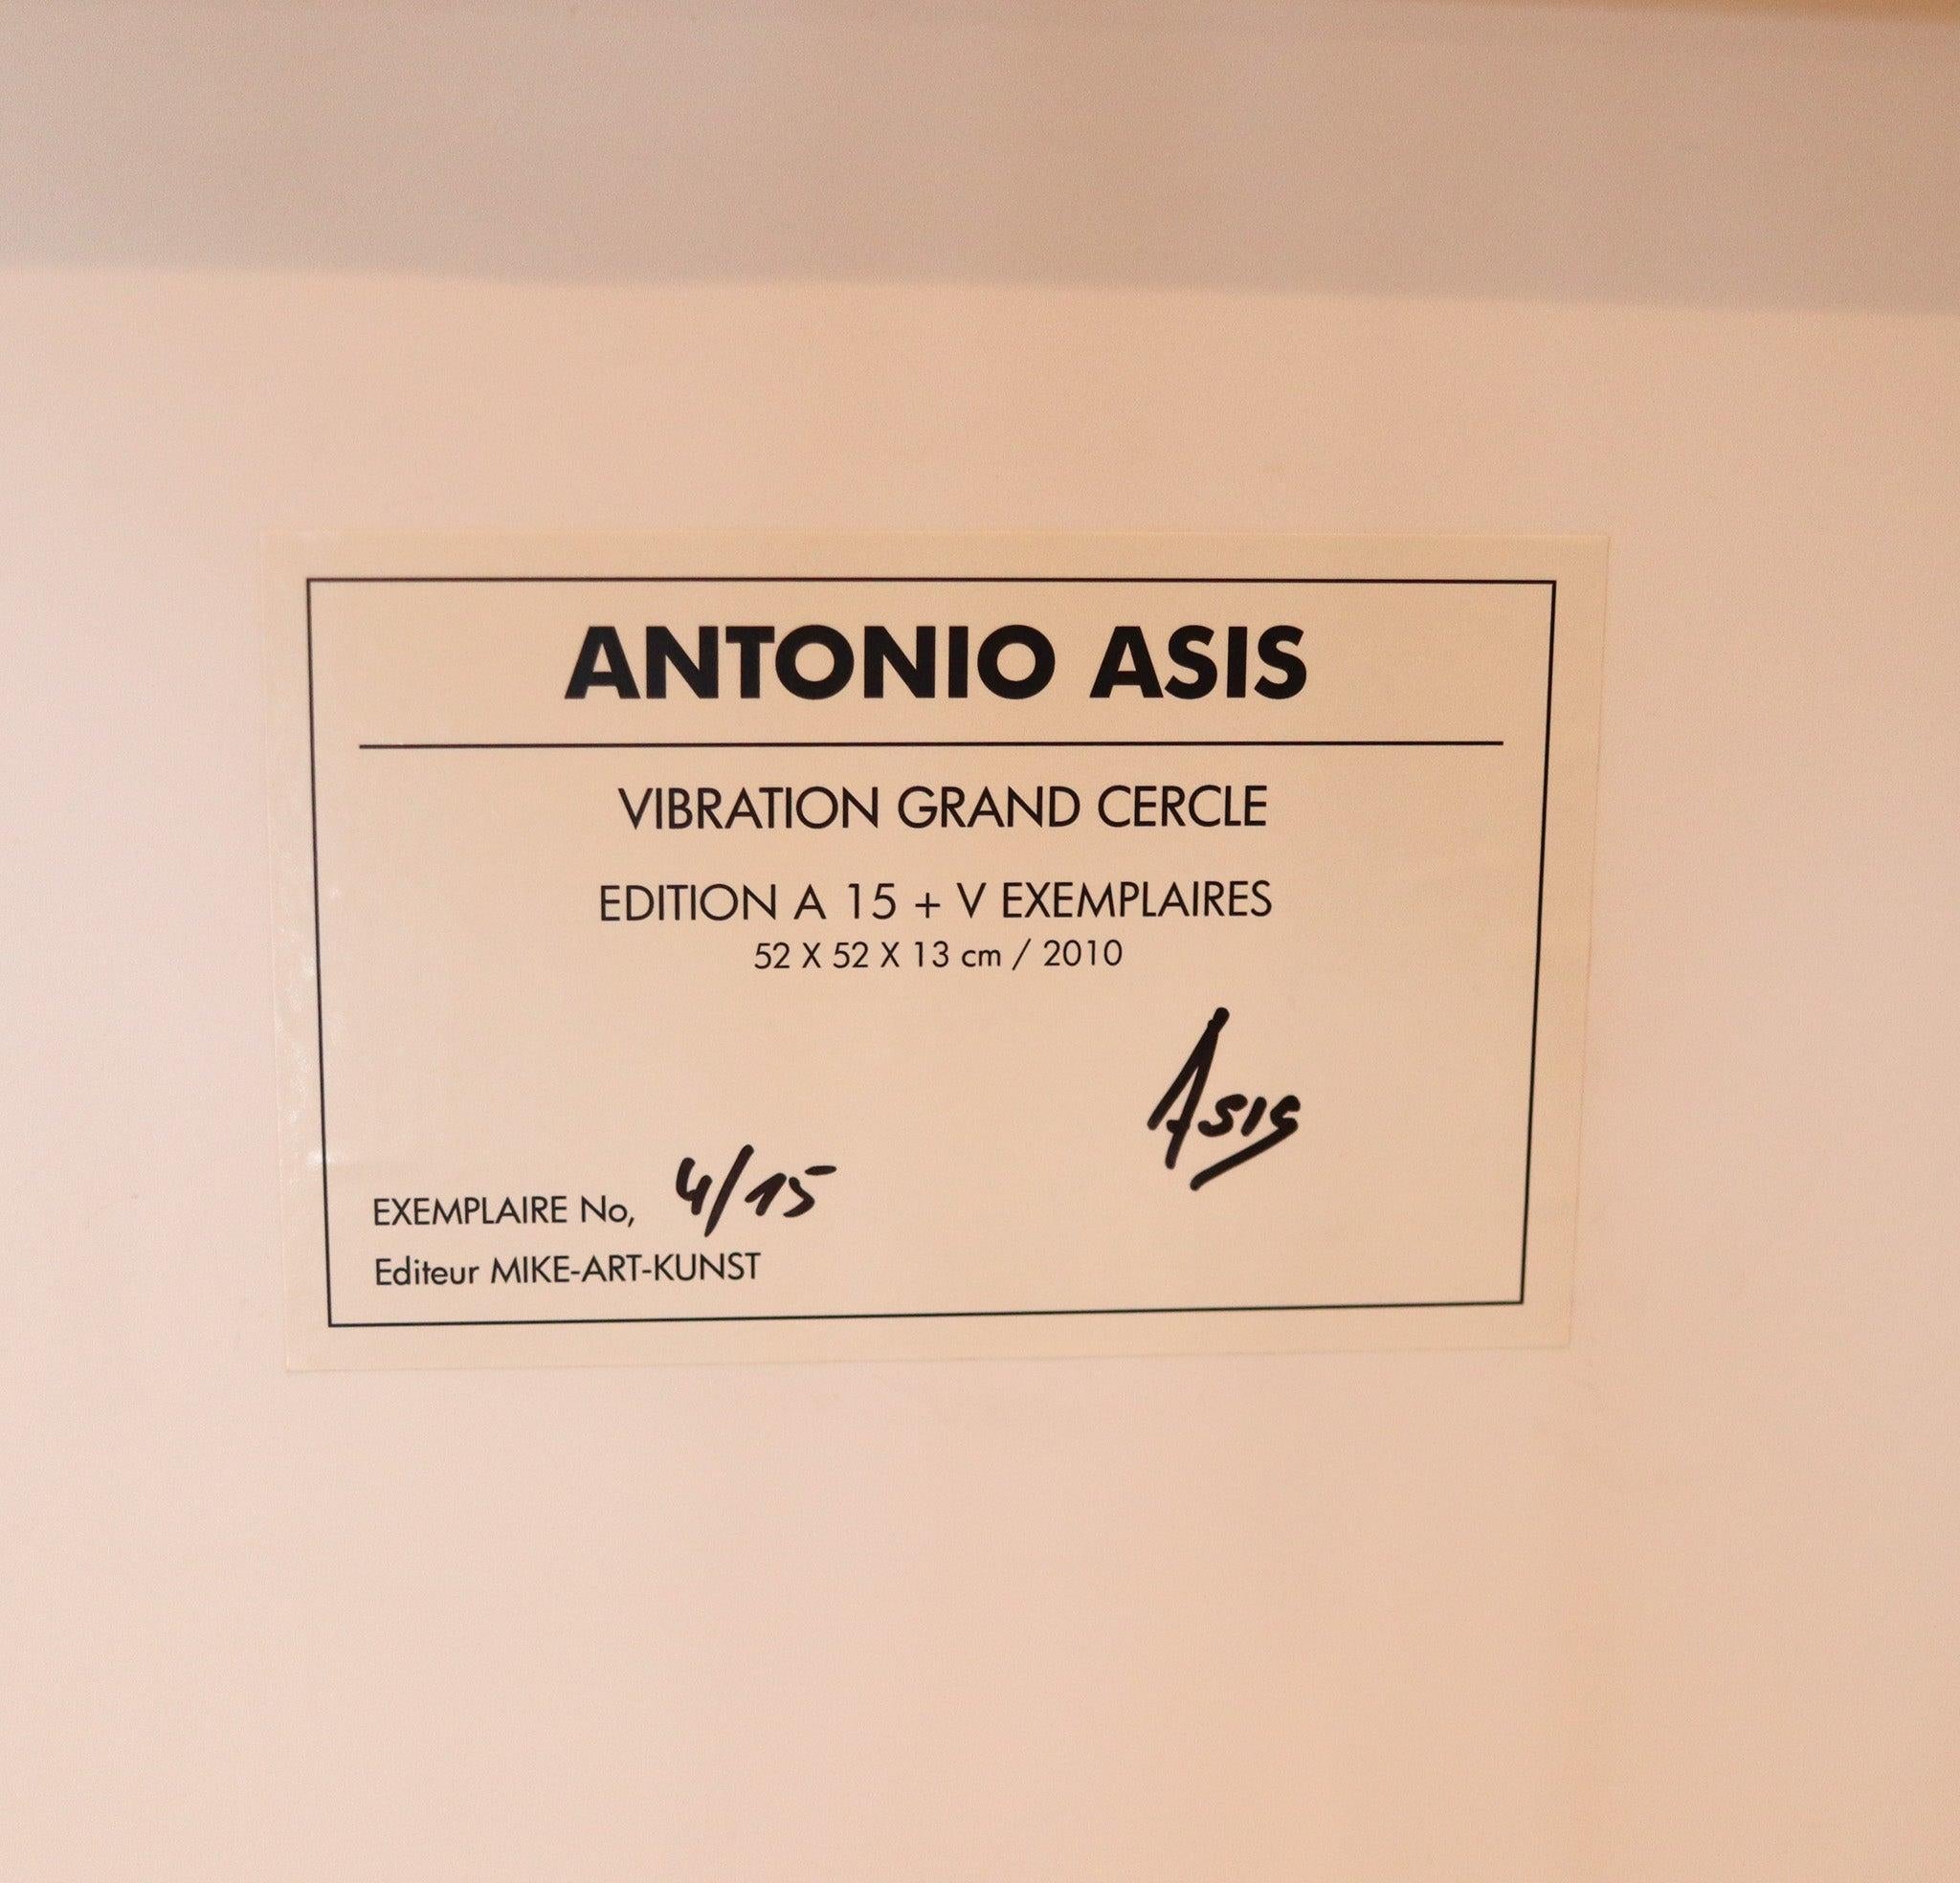 ANTONIO ASIS
VIBRATION GRAND CERCLE
EDITION A 15 + V EXEMPLAIRES
52 X 52 X 13 cm / 2010
Asis
EXEMPLAIRE No, 4/15
Editeur MIKE-ART-KUNST